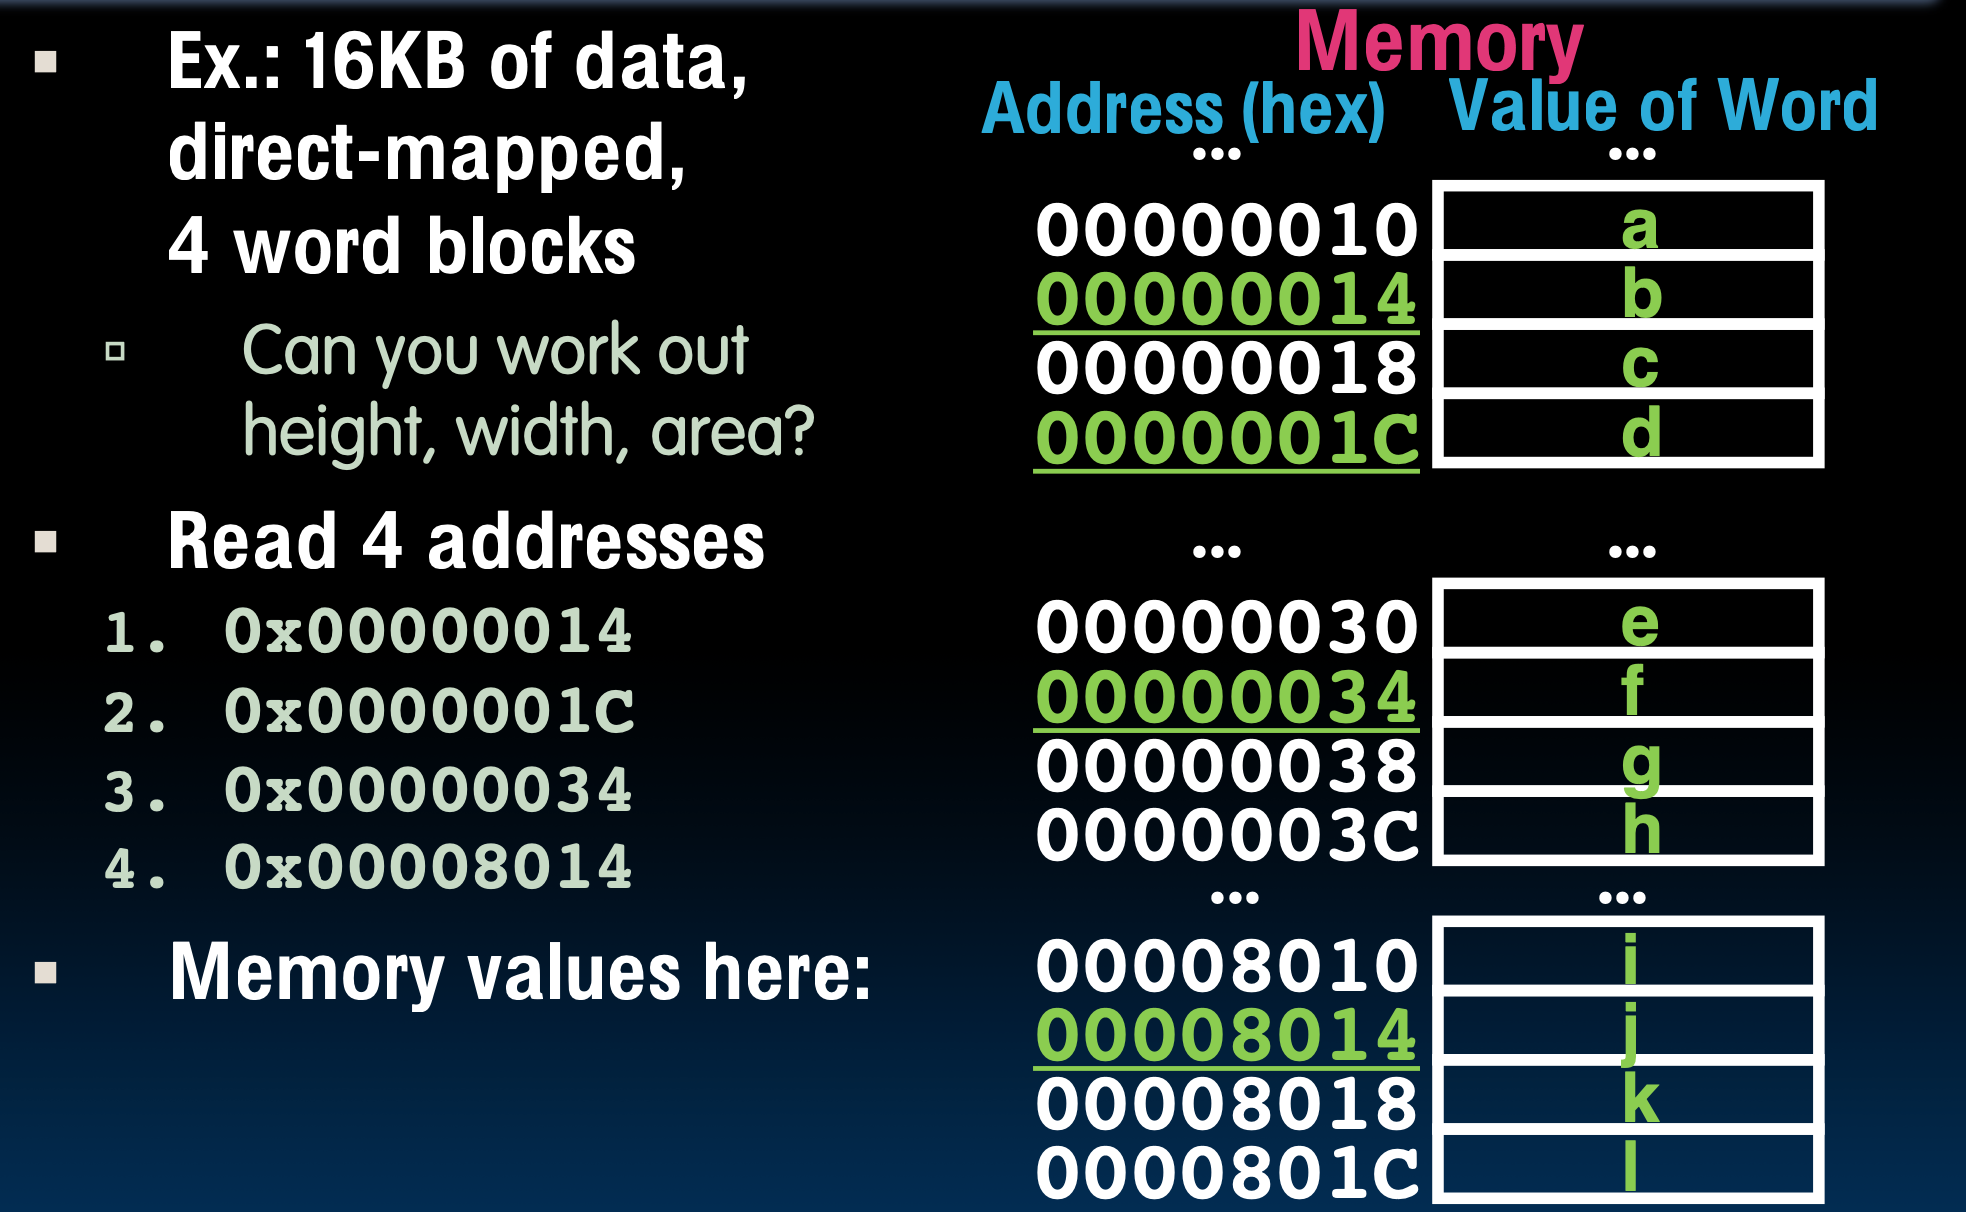 Ex.: 16KB of data,
direct-mapped,
4 word blocks
Can you work out
height, width, area?
Read 4 addresses
1. 0x00000014
2. 0x0000001C
3. 0x00000034
4. 0x00008014
Memory values here:
Memory
Address (hex) Value of Word
... ...
00000010 a
00000014 b
00000018 c
0000001C d
... ...
00000030 e
00000034 f
00000038 g
0000003C h
... ...
00008010 i
00008014 j
00008018 k
0000801C l